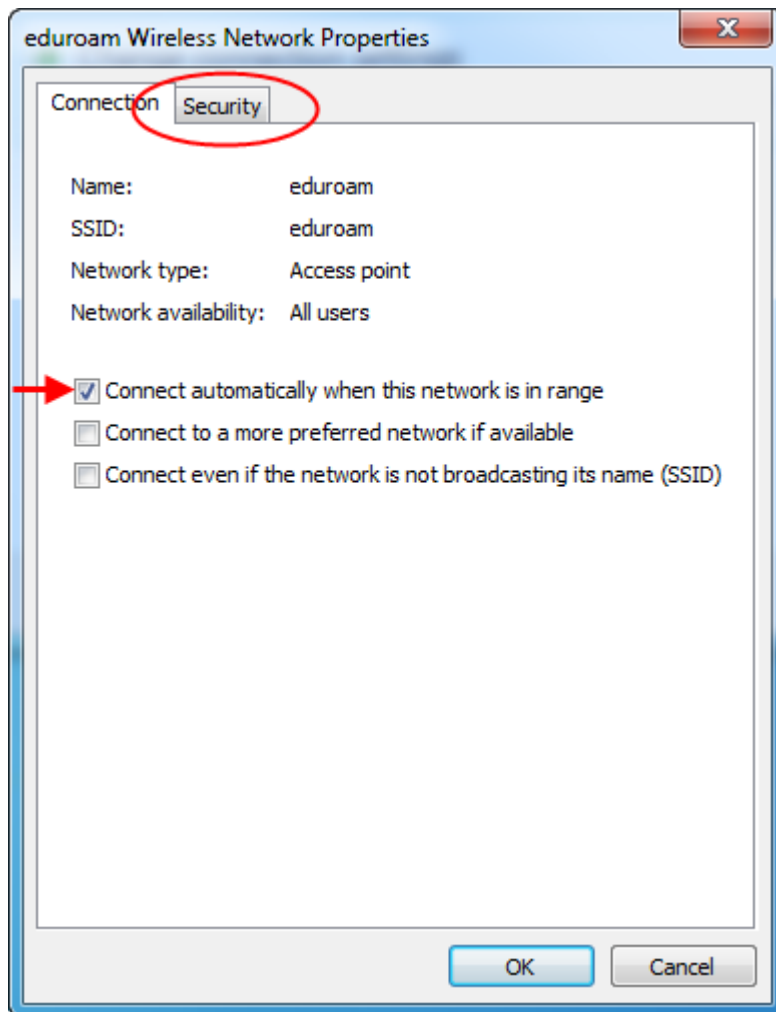 eduroam Wireless Network Properties
Connection Security
Name: eduroam
SSID: eduroam
Network type: Access point
Network availability: All users
Connect automatically when this network is in range
Connect to a more preferred network if available
Connect even if the network is not broadcasting its name (SSID)
OK Cancel